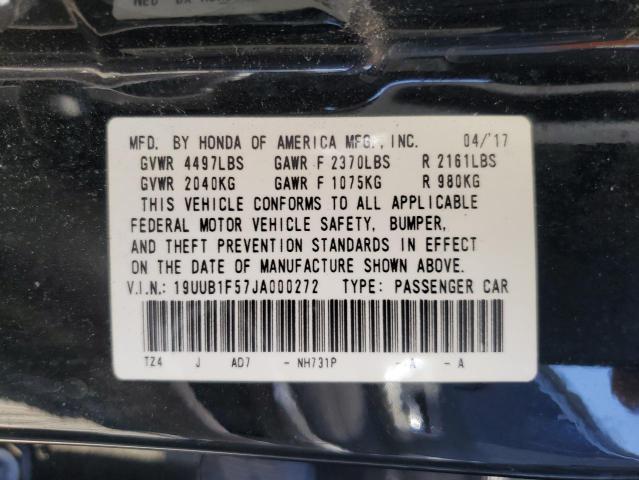 MFD. BY HONDA OF AMERICA MFG., INC. 04/'17
GVWR 4497LBS GAWR F 2370LBS R 2161LBS
GVWR 2040KG GAWR F 1075KG R 980KG
THIS VEHICLE CONFORMS TO ALL APPLICABLE
FEDERAL MOTOR VEHICLE SAFETY, BUMPER,
AND THEFT PREVENTION STANDARDS IN EFFECT
ON THE DATE OF MANUFACTURE SHOWN ABOVE.
V.I.N.: 19UUB1F57JA000272 TYPE: PASSENGER CAR
TZ4 J AD7 - NH731P - A - A